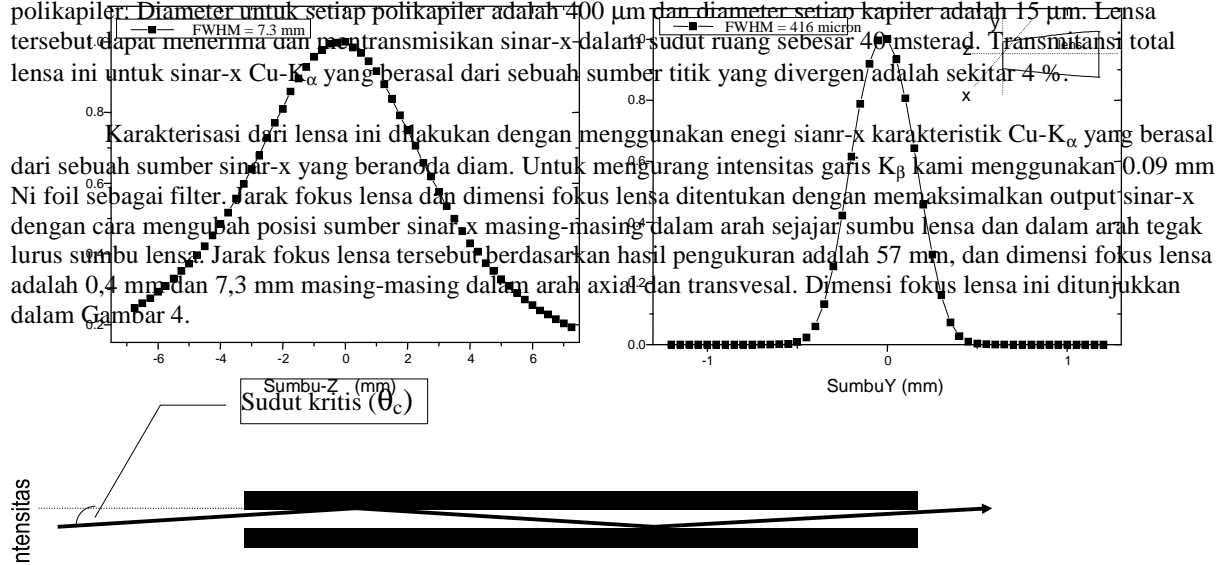 polikapiler. Diameter untuk setiap polikapiler adalah 400 μm dan diameter setiap kapiler adalah 15 μm. Lensa
tersebut dapat menerima dan mentransmisikan sinar-x dalam sudut ruang sebesar 40 msterad. Transmitansi total
lensa ini untuk sinar-x Cu-Kα yang berasal dari sebuah sumber titik yang divergen adalah sekitar 4 %.
Karakterisasi dari lensa ini dilakukan dengan menggunakan enegi sianr-x karakteristik Cu-Kα yang berasal
dari sebuah sumber sinar-x yang beranoda diam. Untuk mengurang intensitas garis Kβ kami menggunakan 0.09 mm
Ni foil sebagai filter. Jarak fokus lensa dan dimensi fokus lensa ditentukan dengan memaksimalkan output sinar-x
dengan cara mengubah posisi sumber sinar-x masing-masing dalam arah sejajar sumbu lensa dan dalam arah tegak
lurus sumbu lensa. Jarak fokus lensa tersebut berdasarkan hasil pengukuran adalah 57 mm, dan dimensi fokus lensa
adalah 0,4 mm dan 7,3 mm masing-masing dalam arah axial dan transvesal. Dimensi fokus lensa ini ditunjukkan
dalam Gambar 4.
FWHM = 7.3 mm
1.0
0.8
0.6
0.4
0.2
-6 -4 -2 0 2 4 6
Sumbu-Z (mm)
FWHM = 416 micron
y
z
x
lens
1.0
0.8
0.6
0.4
0.2
0.0
-1 0 1
SumbuY (mm)
Sudut kritis (θc)
ntensitas